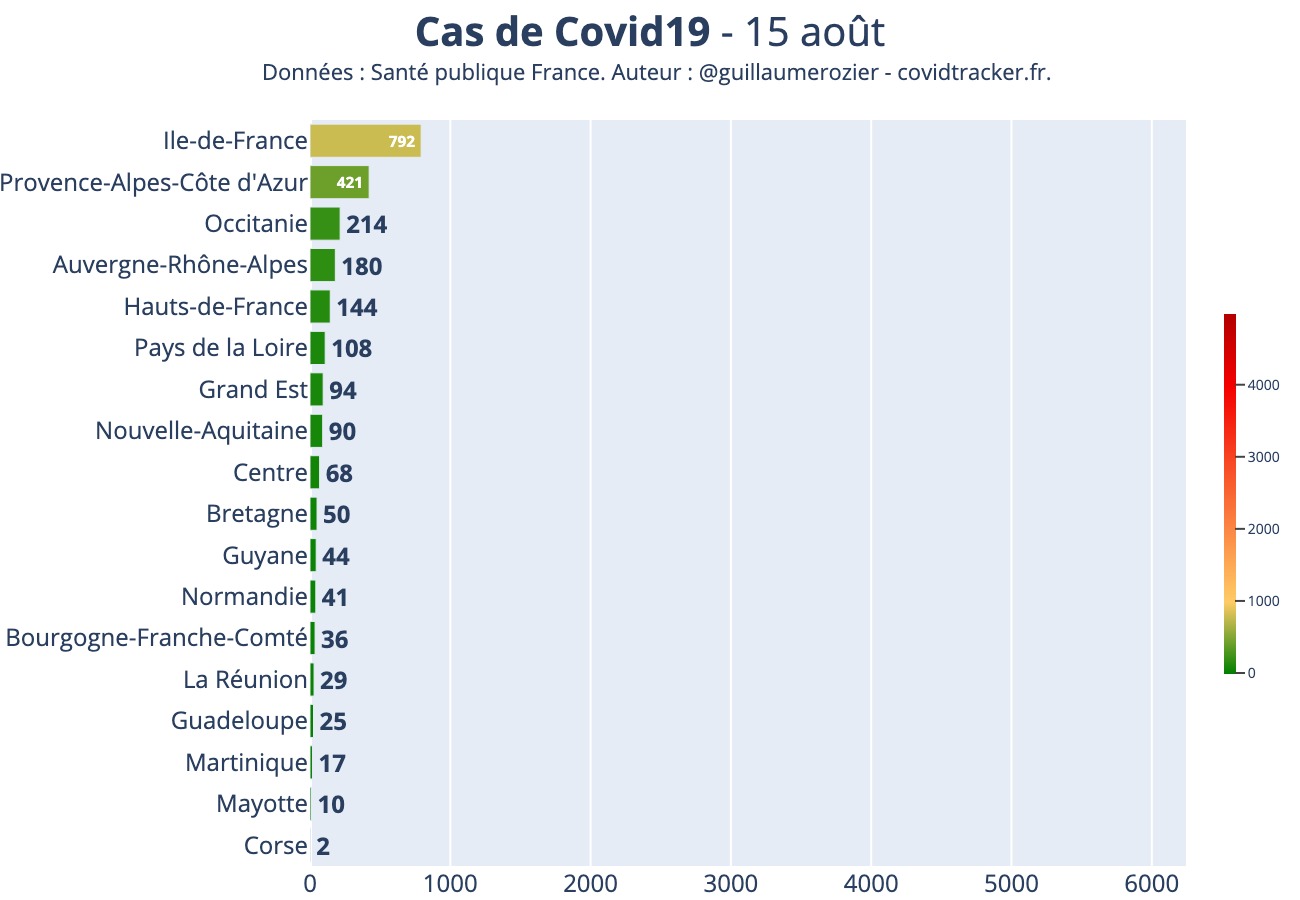 Cas de Covid19 - 15 août
Données : Santé publique France. Auteur : @guillaumerozier - covidtracker.fr.
Ile-de-France 792
Provence-Alpes-Côte d'Azur 421
Occitanie 214
Auvergne-Rhône-Alpes 180
Hauts-de-France 144
Pays de la Loire 108
Grand Est 94
Nouvelle-Aquitaine 90
Centre 68
Bretagne 50
Guyane 44
Normandie 41
Bourgogne-Franche-Comté 36
La Réunion 29
Guadeloupe 25
Martinique 17
Mayotte 10
Corse 2
0 1000 2000 3000 4000 5000 6000
4000
3000
2000
1000
0